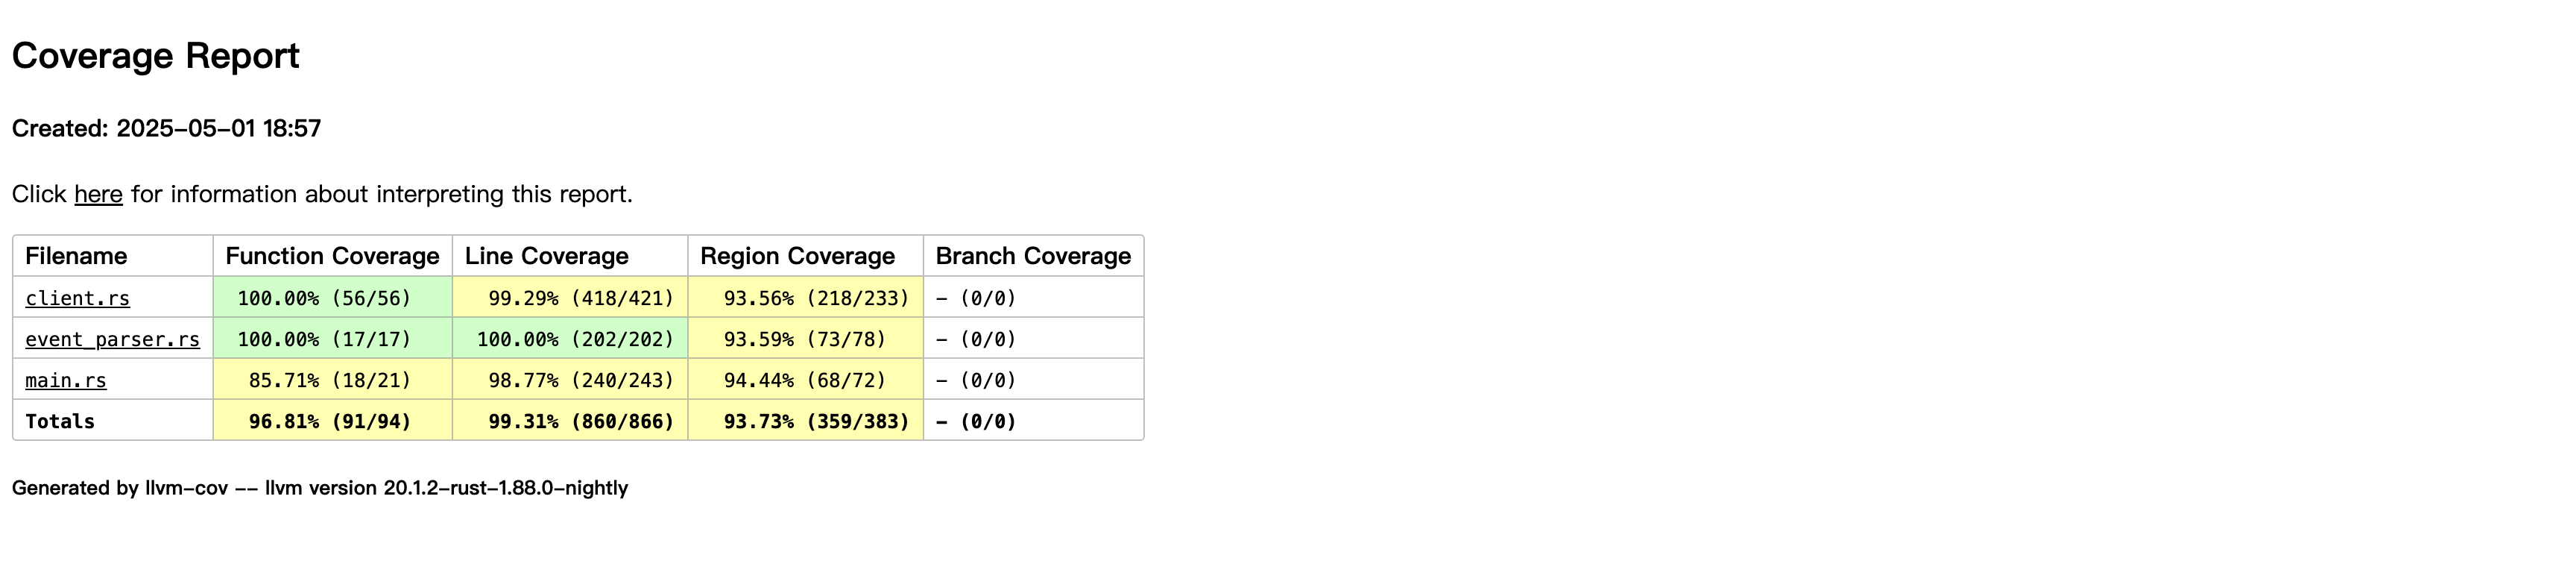 Coverage Report
Created: 2025-05-01 18:57
Click here for information about interpreting this report.
Filename Function Coverage Line Coverage Region Coverage Branch Coverage
client.rs 100.00% (56/56) 99.29% (418/421) 93.56% (218/233) - (0/0)
event_parser.rs 100.00% (17/17) 100.00% (202/202) 93.59% (73/78) - (0/0)
main.rs 85.71% (18/21) 98.77% (240/243) 94.44% (68/72) - (0/0)
Totals 96.81% (91/94) 99.31% (860/866) 93.73% (359/383) - (0/0)
Generated by llvm-cov -- llvm version 20.1.2-rust-1.88.0-nightly